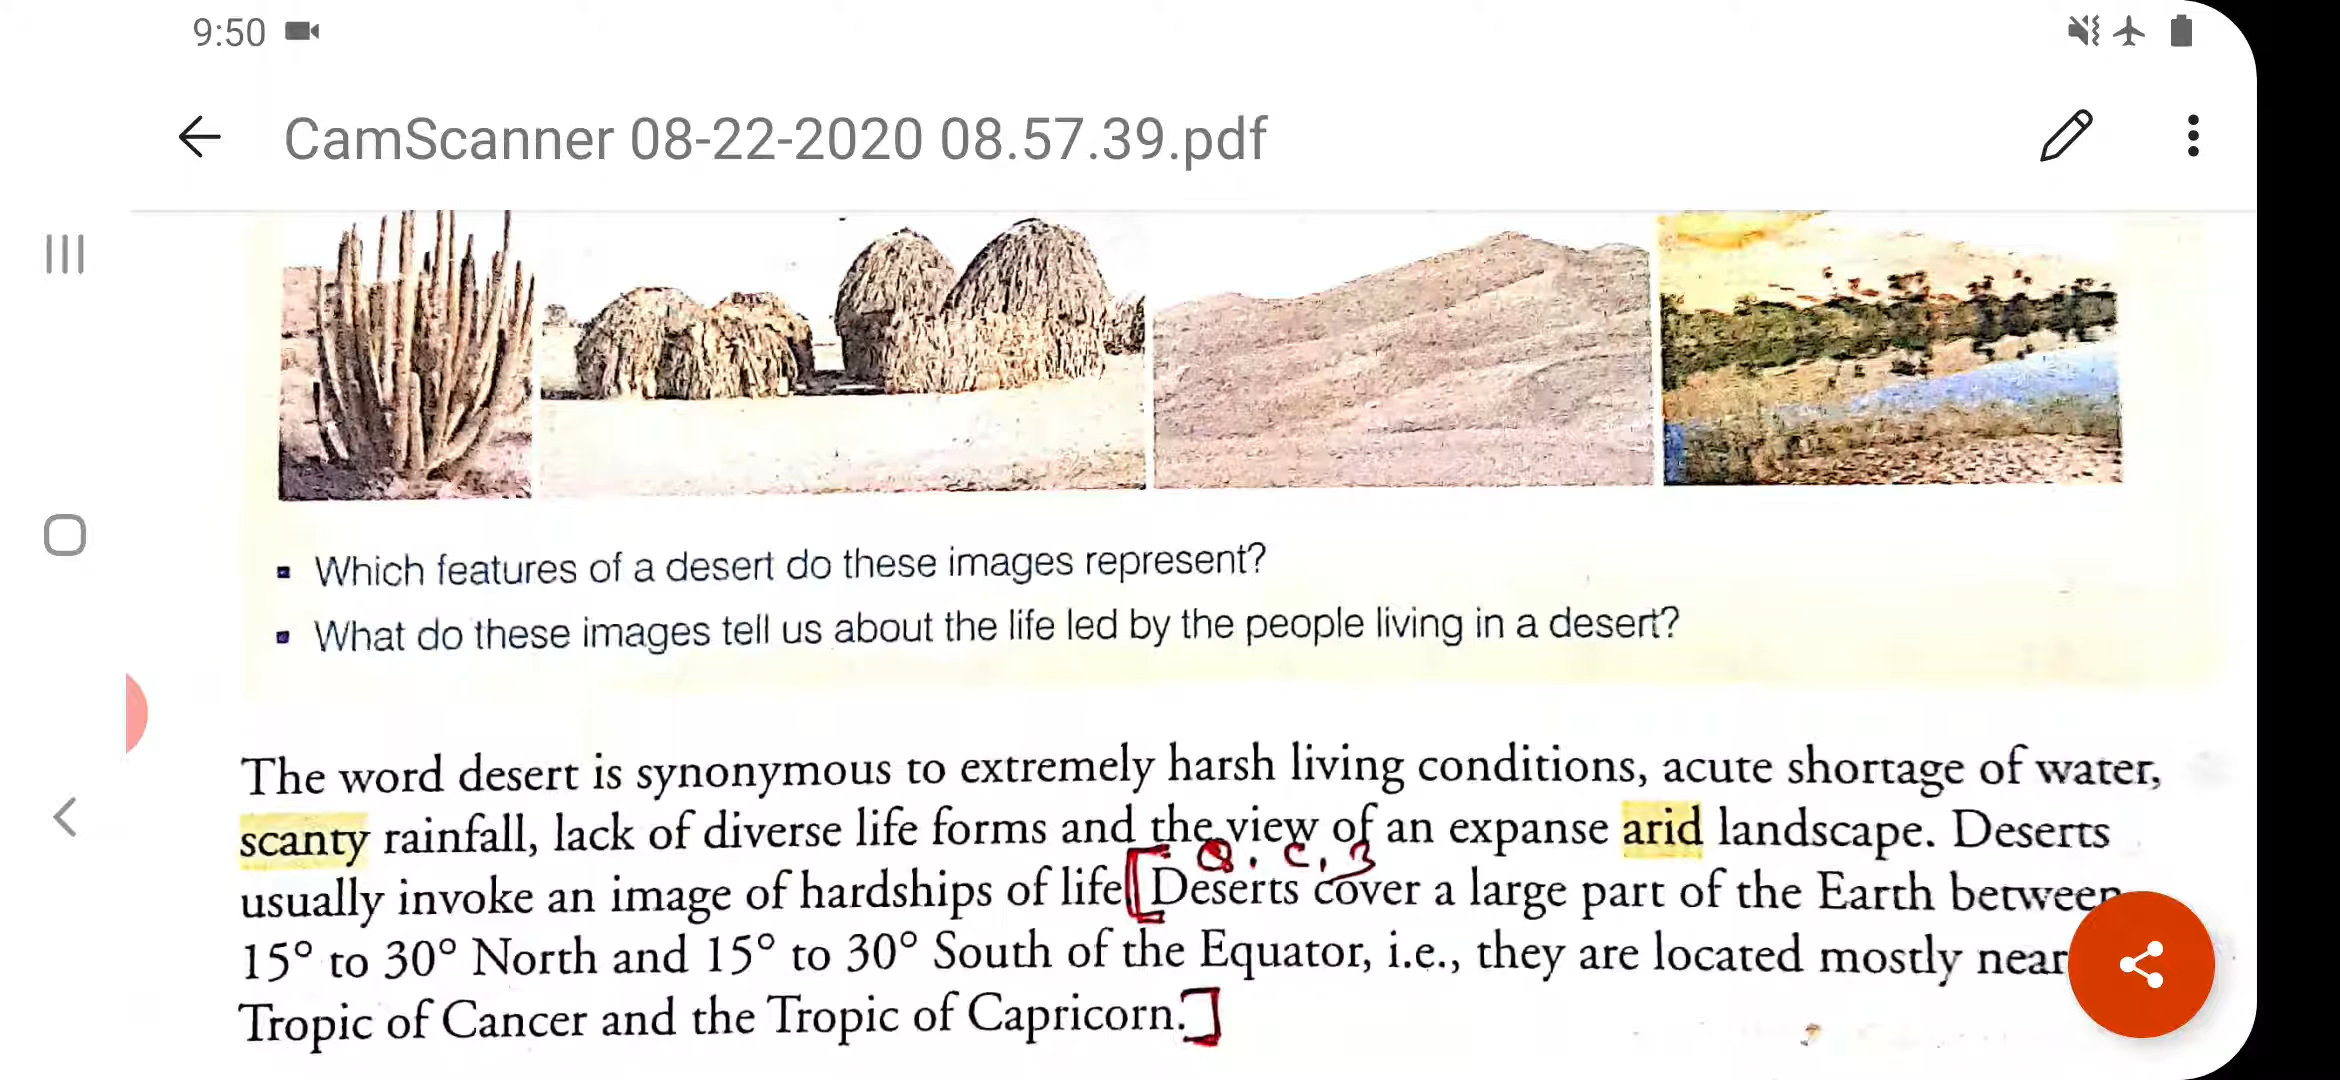 9:50
CamScanner 08-22-2020 08.57.39.pdf
▪ Which features of a desert do these images represent?
▪ What do these images tell us about the life led by the people living in a desert?
The word desert is synonymous to extremely harsh living conditions, acute shortage of water,
scanty rainfall, lack of diverse life forms and the view of an expanse arid landscape. Deserts
Q. C, 3
usually invoke an image of hardships of life. [Deserts cover a large part of the Earth between
15° to 30° North and 15° to 30° South of the Equator, i.e., they are located mostly near
Tropic of Cancer and the Tropic of Capricorn.]